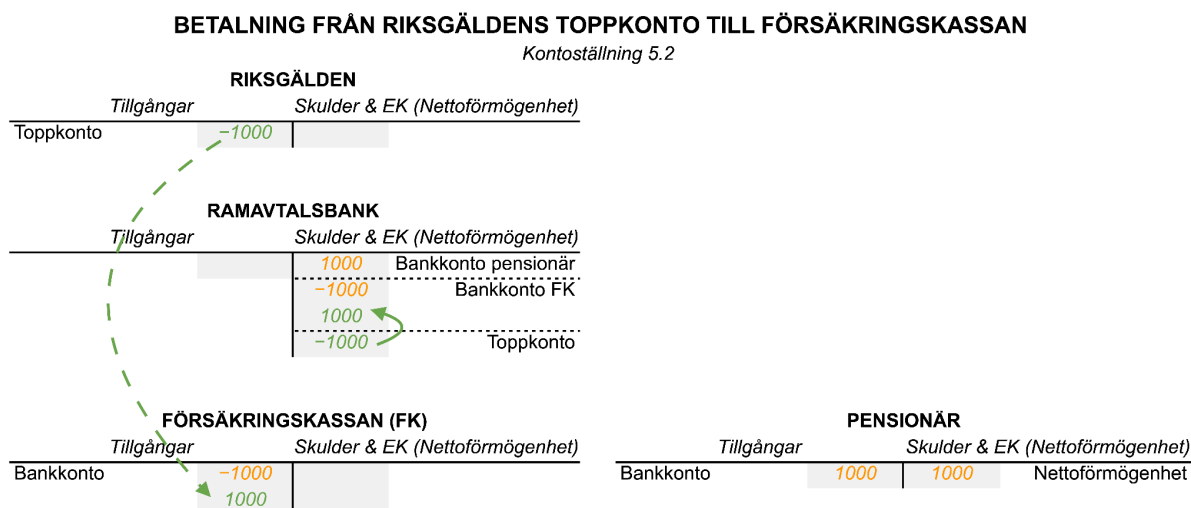 BETALNING FRÅN RIKSGÄLDENS TOPPKONTO TILL FÖRSÄKRINGSKASSAN
Kontoställning 5.2
RIKSGÄLDEN
Tillgångar Skulder & EK (Nettoförmögenhet)
Toppkonto −1000
RAMAVTALSBANK
Tillgångar Skulder & EK (Nettoförmögenhet)
1000 Bankkonto pensionär
−1000 Bankkonto FK
1000
−1000 Toppkonto
FÖRSÄKRINGSKASSAN (FK)
Tillgångar Skulder & EK (Nettoförmögenhet)
Bankkonto −1000
1000
PENSIONÄR
Tillgångar Skulder & EK (Nettoförmögenhet)
Bankkonto 1000 1000 Nettoförmögenhet